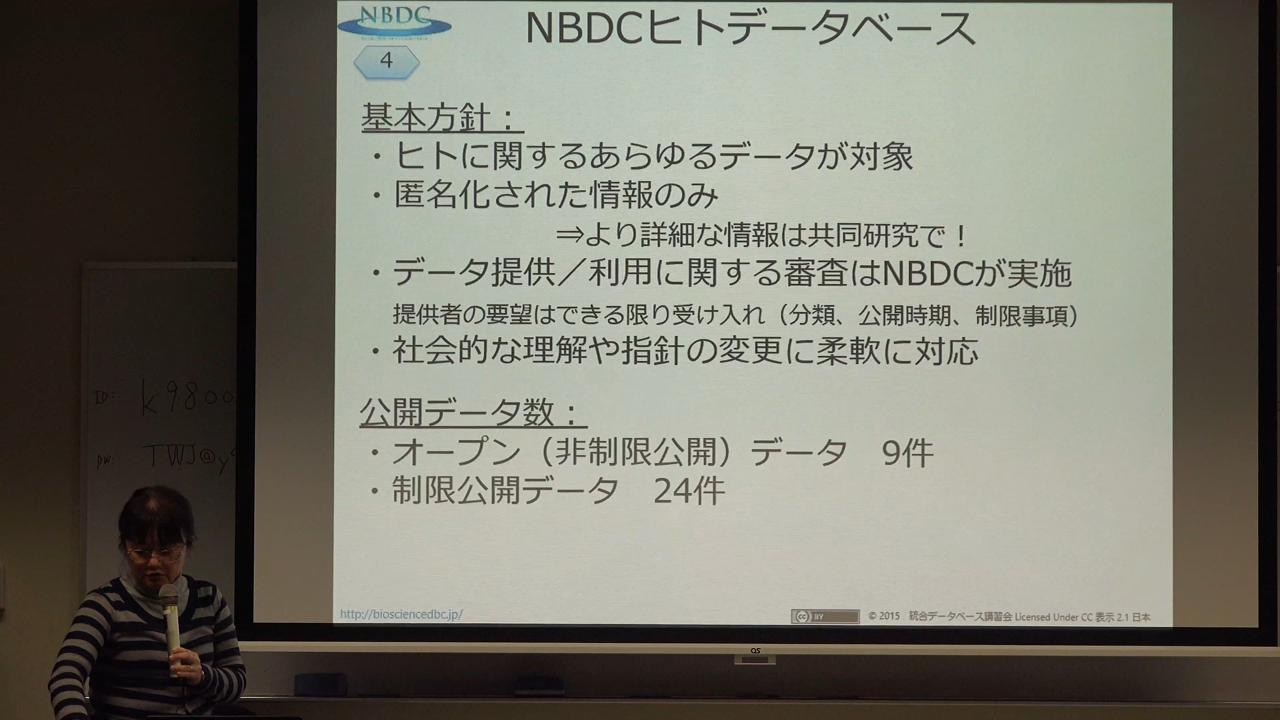 NBDC
NBDCヒトデータベース
4
基本方針：
・ヒトに関するあらゆるデータが対象
・匿名化された情報のみ
⇒より詳細な情報は共同研究で！
・データ提供／利用に関する審査はNBDCが実施
提供者の要望はできる限り受け入れ（分類、公開時期、制限事項）
・社会的な理解や指針の変更に柔軟に対応
公開データ数：
・オープン（非制限公開）データ　9件
・制限公開データ　24件
http://biosciencedbc.jp/
cc BY
© 2015 統合データベース講習会 Licensed Under CC 表示 2.1 日本
OS
ID: k9800
pw: TWJ@y